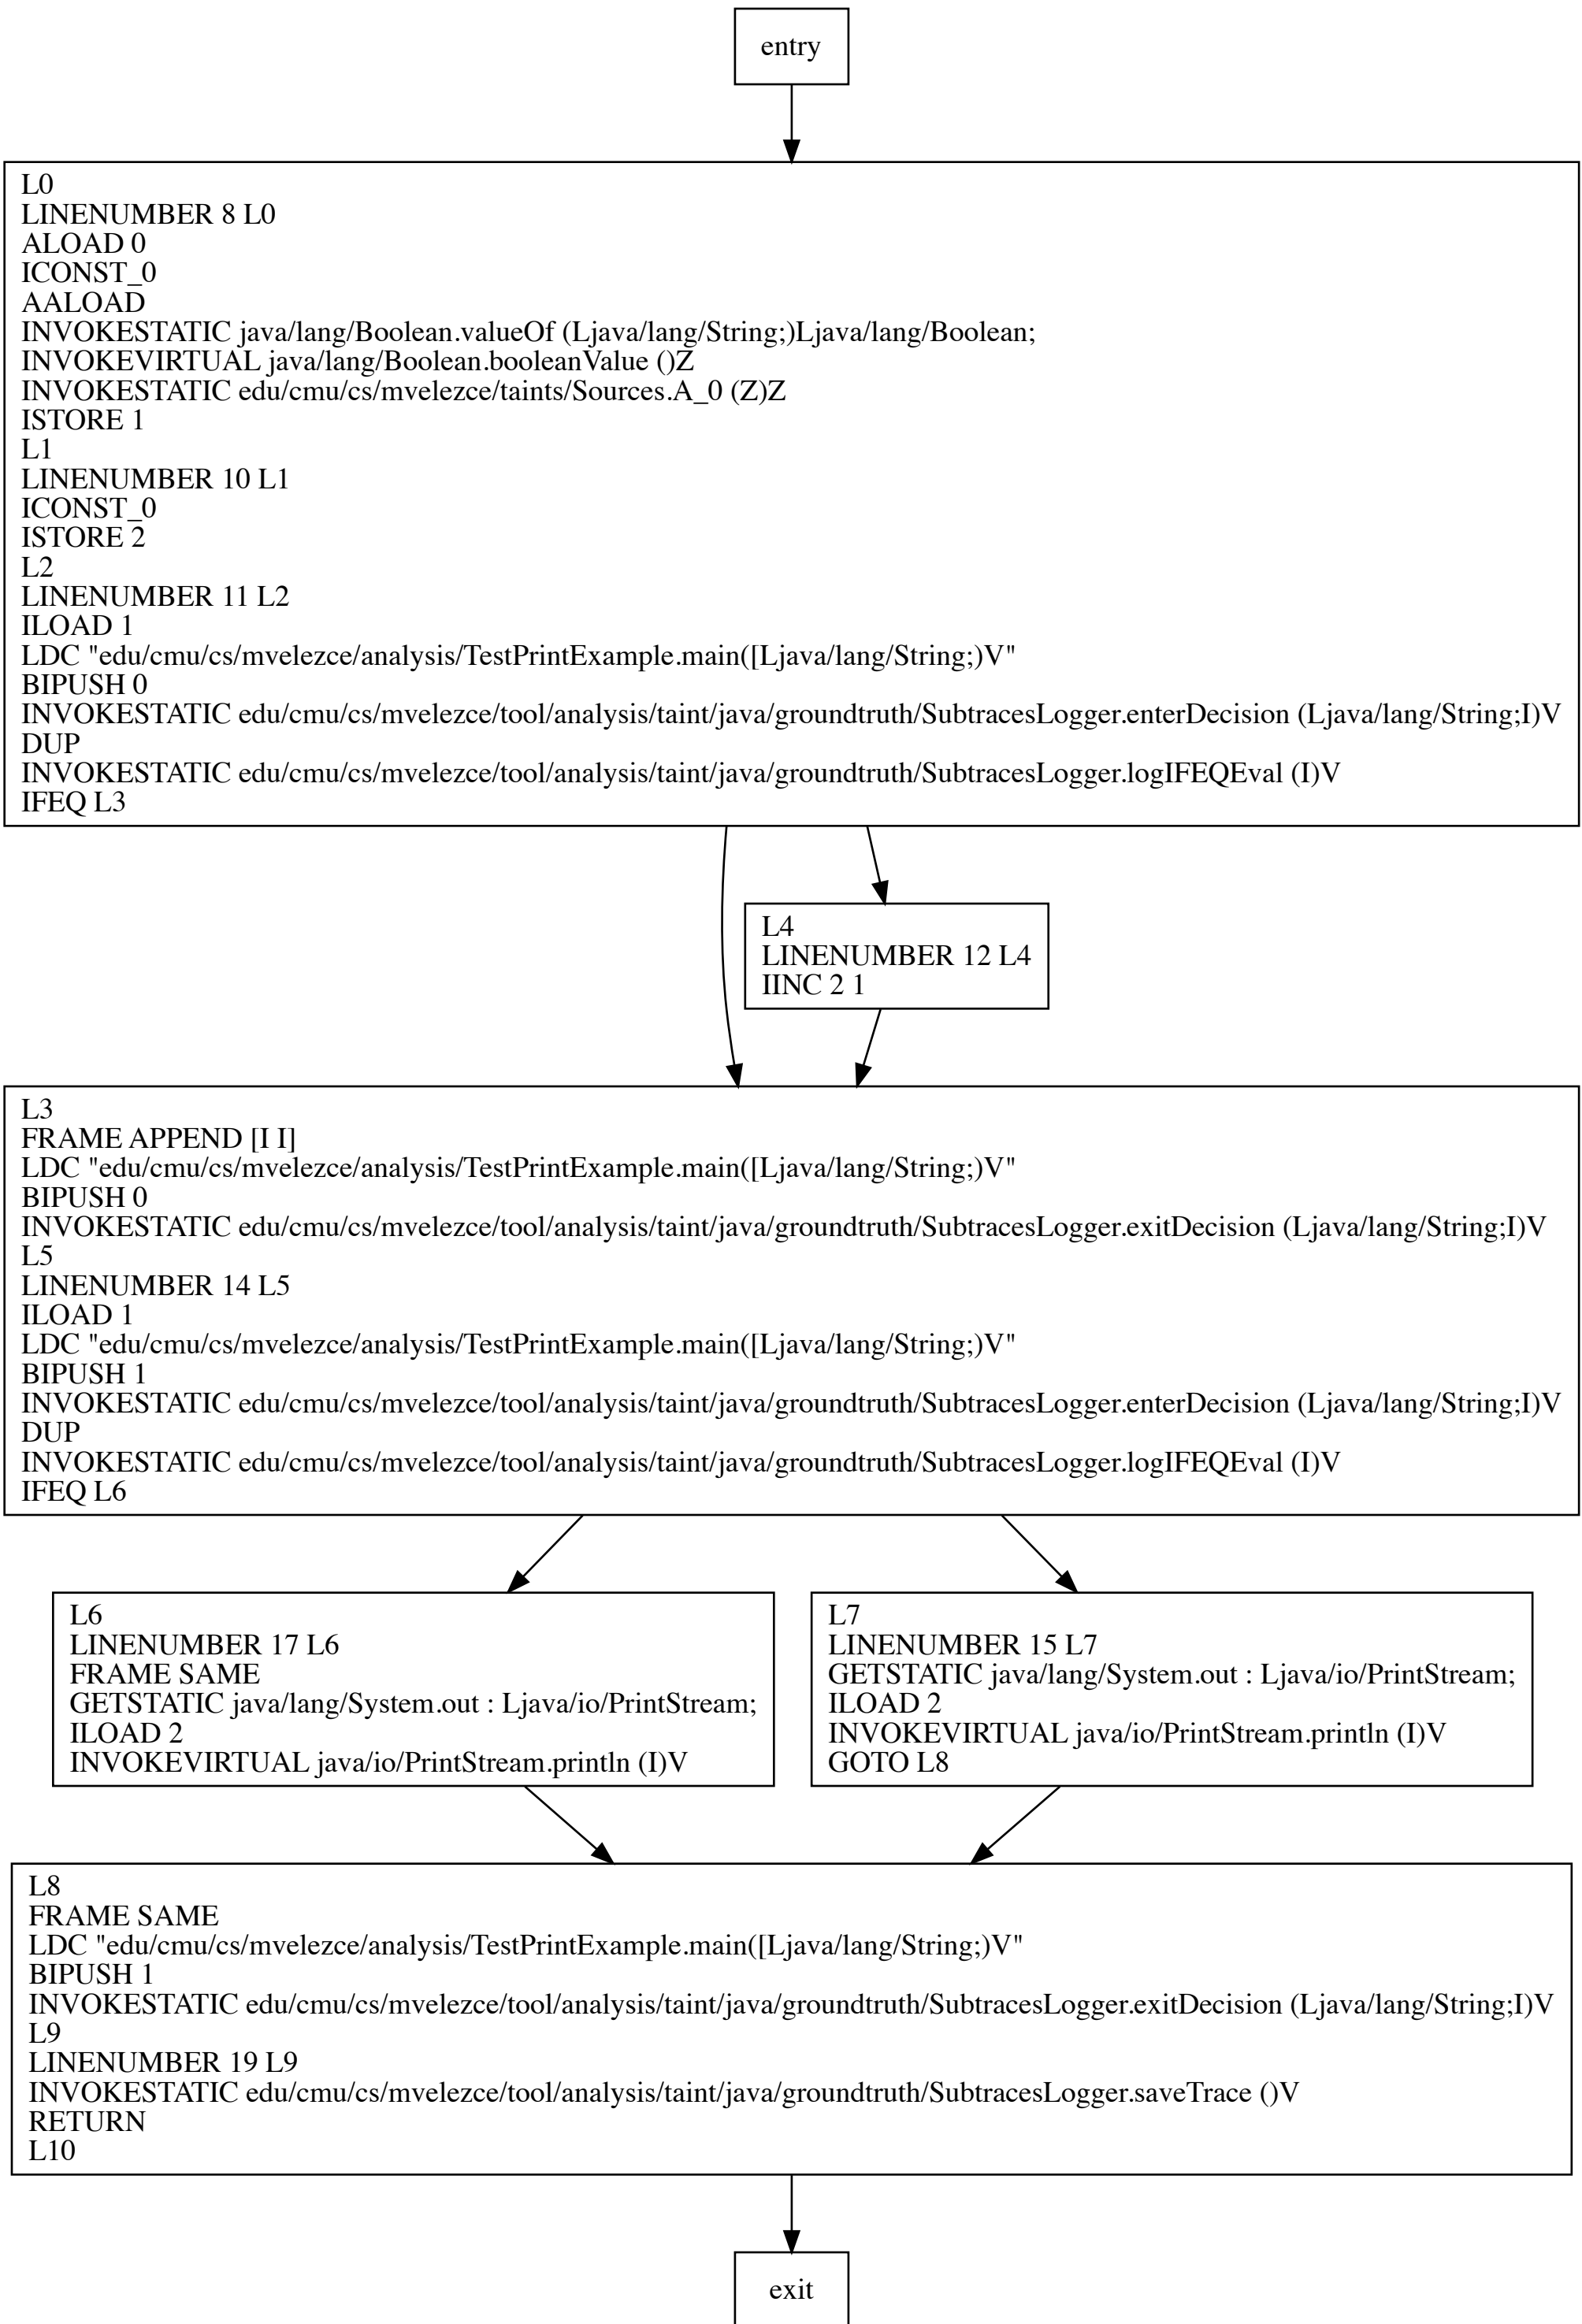 entry
L0
LINENUMBER 8 L0
ALOAD 0
ICONST_0
AALOAD
INVOKESTATIC java/lang/Boolean.valueOf (Ljava/lang/String;)Ljava/lang/Boolean;
INVOKEVIRTUAL java/lang/Boolean.booleanValue ()Z
INVOKESTATIC edu/cmu/cs/mvelezce/taints/Sources.A_0 (Z)Z
ISTORE 1
L1
LINENUMBER 10 L1
ICONST_0
ISTORE 2
L2
LINENUMBER 11 L2
ILOAD 1
LDC "edu/cmu/cs/mvelezce/analysis/TestPrintExample.main([Ljava/lang/String;)V"
BIPUSH 0
INVOKESTATIC edu/cmu/cs/mvelezce/tool/analysis/taint/java/groundtruth/SubtracesLogger.enterDecision (Ljava/lang/String;I)V
DUP
INVOKESTATIC edu/cmu/cs/mvelezce/tool/analysis/taint/java/groundtruth/SubtracesLogger.logIFEQEval (I)V
IFEQ L3
L4
LINENUMBER 12 L4
IINC 2 1
L3
FRAME APPEND [I I]
LDC "edu/cmu/cs/mvelezce/analysis/TestPrintExample.main([Ljava/lang/String;)V"
BIPUSH 0
INVOKESTATIC edu/cmu/cs/mvelezce/tool/analysis/taint/java/groundtruth/SubtracesLogger.exitDecision (Ljava/lang/String;I)V
L5
LINENUMBER 14 L5
ILOAD 1
LDC "edu/cmu/cs/mvelezce/analysis/TestPrintExample.main([Ljava/lang/String;)V"
BIPUSH 1
INVOKESTATIC edu/cmu/cs/mvelezce/tool/analysis/taint/java/groundtruth/SubtracesLogger.enterDecision (Ljava/lang/String;I)V
DUP
INVOKESTATIC edu/cmu/cs/mvelezce/tool/analysis/taint/java/groundtruth/SubtracesLogger.logIFEQEval (I)V
IFEQ L6
L6
LINENUMBER 17 L6
FRAME SAME
GETSTATIC java/lang/System.out : Ljava/io/PrintStream;
ILOAD 2
INVOKEVIRTUAL java/io/PrintStream.println (I)V
L7
LINENUMBER 15 L7
GETSTATIC java/lang/System.out : Ljava/io/PrintStream;
ILOAD 2
INVOKEVIRTUAL java/io/PrintStream.println (I)V
GOTO L8
L8
FRAME SAME
LDC "edu/cmu/cs/mvelezce/analysis/TestPrintExample.main([Ljava/lang/String;)V"
BIPUSH 1
INVOKESTATIC edu/cmu/cs/mvelezce/tool/analysis/taint/java/groundtruth/SubtracesLogger.exitDecision (Ljava/lang/String;I)V
L9
LINENUMBER 19 L9
INVOKESTATIC edu/cmu/cs/mvelezce/tool/analysis/taint/java/groundtruth/SubtracesLogger.saveTrace ()V
RETURN
L10
exit